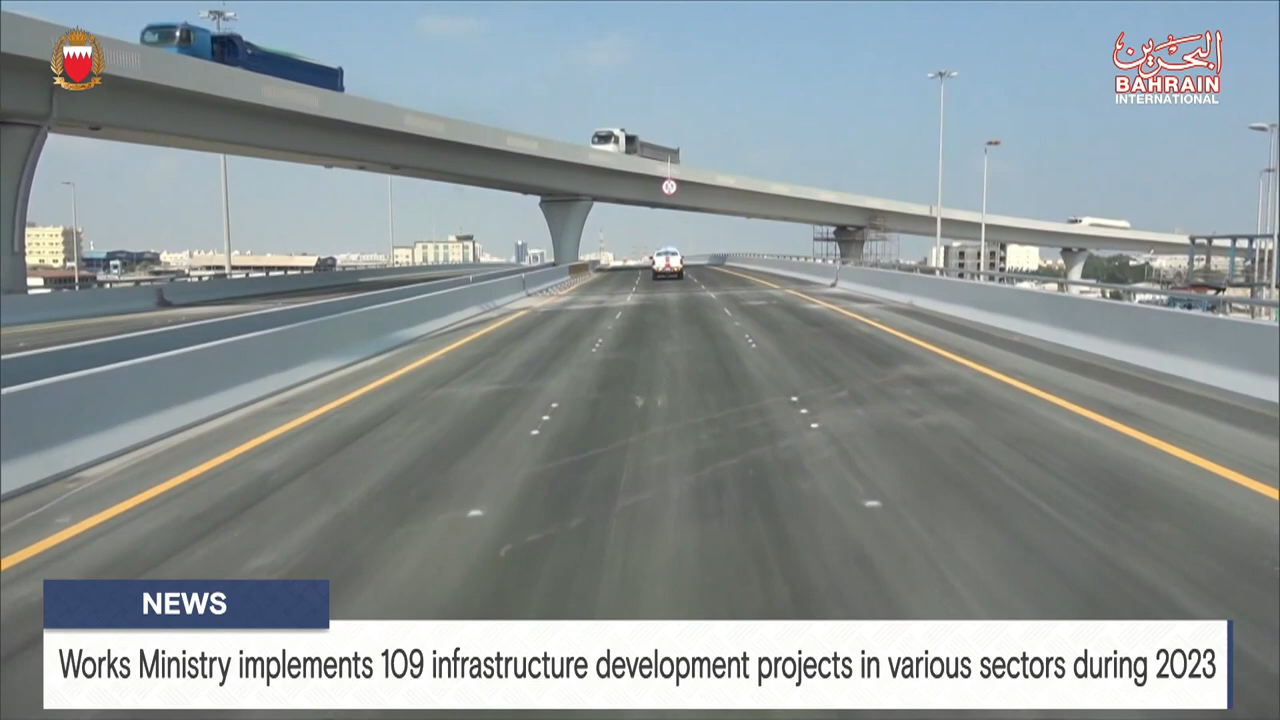 البحرين
BAHRAIN
INTERNATIONAL
NEWS
Works Ministry implements 109 infrastructure development projects in various sectors during 2023